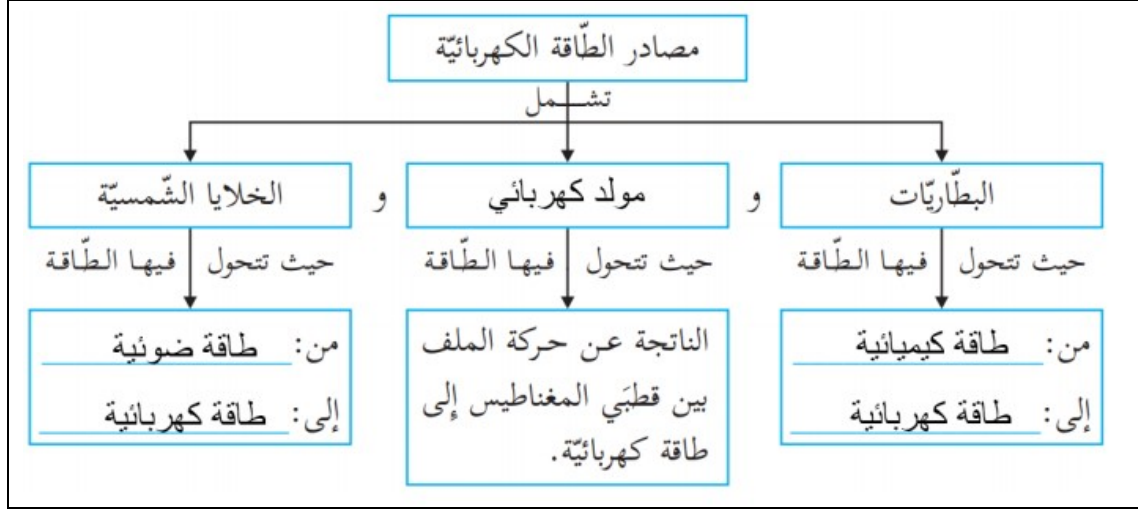 مصادر الطّاقة الكهربائيّة
تشـمل
البطّاريّات و مولد كهربائي و الخلايا الشّمسيّة
حيث تتحول فيها الطّاقة حيث تتحول فيها الطّاقة حيث تتحول فيها الطّاقة
من: طاقة كيميائية
إلى: طاقة كهربائية
الناتجة عن حركة الملف
بين قطبَي المغناطيس إِلى
طاقة كهربائيّة.
من: طاقة ضوئية
إلى: طاقة كهربائية